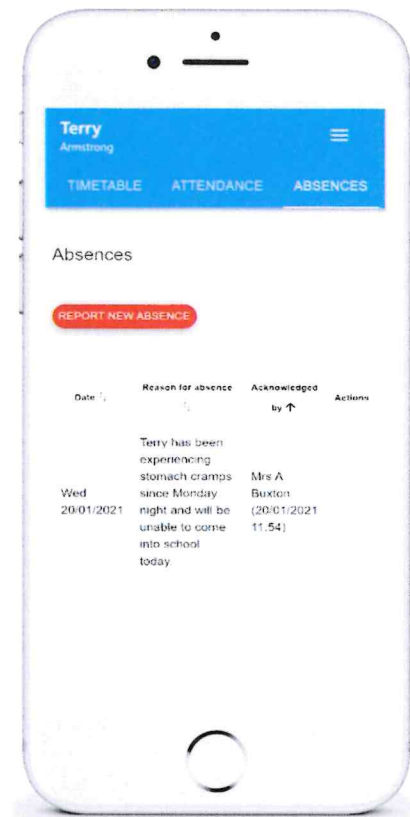 Terry
Armstrong
TIMETABLE ATTENDANCE ABSENCES
Absences
REPORT NEW ABSENCE
Date Reason for absence Acknowledged by ↑ Actions
Wed
20/01/2021
Terry has been
experiencing
stomach cramps
since Monday
night and will be
unable to come
into school
today.
Mrs A
Buxton
(20/01/2021
11:54)